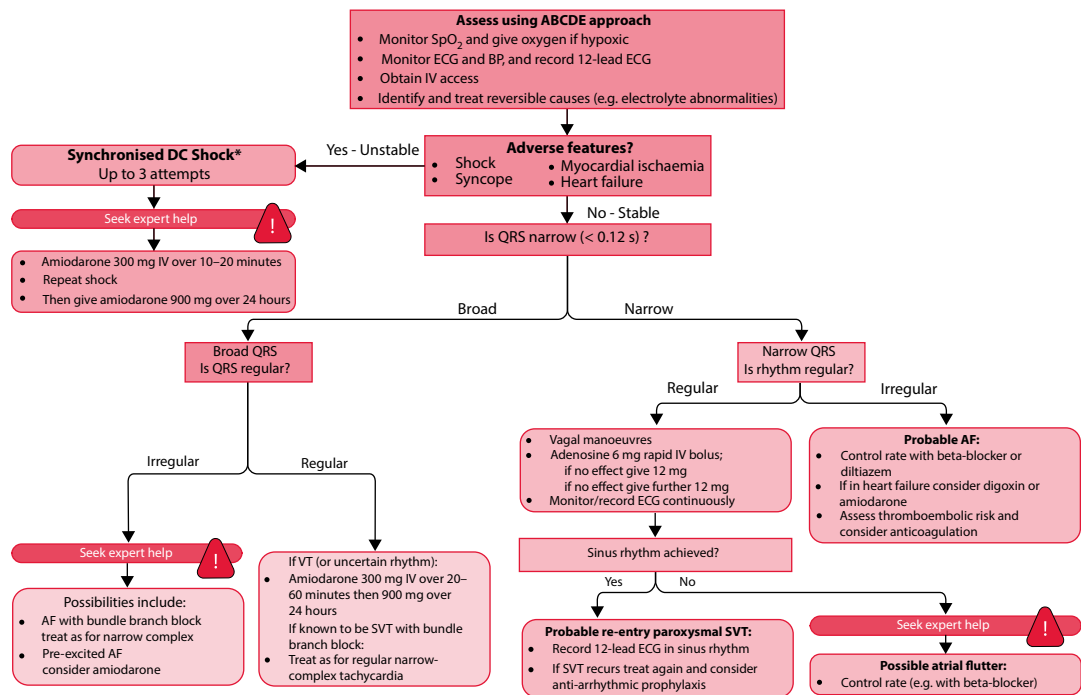 Assess using ABCDE approach
• Monitor SpO2 and give oxygen if hypoxic
• Monitor ECG and BP, and record 12-lead ECG
• Obtain IV access
• Identify and treat reversible causes (e.g. electrolyte abnormalities)
Yes - Unstable
Synchronised DC Shock*
Up to 3 attempts
Adverse features?
• Shock
• Syncope
• Myocardial ischaemia
• Heart failure
Seek expert help
!
• Amiodarone 300 mg IV over 10–20 minutes
• Repeat shock
• Then give amiodarone 900 mg over 24 hours
No - Stable
Is QRS narrow (< 0.12 s) ?
Broad
Narrow
Broad QRS
Is QRS regular?
Narrow QRS
Is rhythm regular?
Irregular
Regular
Seek expert help
!
Possibilities include:
• AF with bundle branch block
treat as for narrow complex
• Pre-excited AF
consider amiodarone
If VT (or uncertain rhythm):
• Amiodarone 300 mg IV over 20–
60 minutes then 900 mg over
24 hours
If known to be SVT with bundle
branch block:
• Treat as for regular narrow-
complex tachycardia
Regular
Irregular
• Vagal manoeuvres
• Adenosine 6 mg rapid IV bolus;
if no effect give 12 mg
if no effect give further 12 mg
• Monitor/record ECG continuously
Probable AF:
• Control rate with beta-blocker or
diltiazem
• If in heart failure consider digoxin or
amiodarone
• Assess thromboembolic risk and
consider anticoagulation
Sinus rhythm achieved?
Yes
No
Probable re-entry paroxysmal SVT:
• Record 12-lead ECG in sinus rhythm
• If SVT recurs treat again and consider
anti-arrhythmic prophylaxis
Seek expert help
!
Possible atrial flutter:
• Control rate (e.g. with beta-blocker)